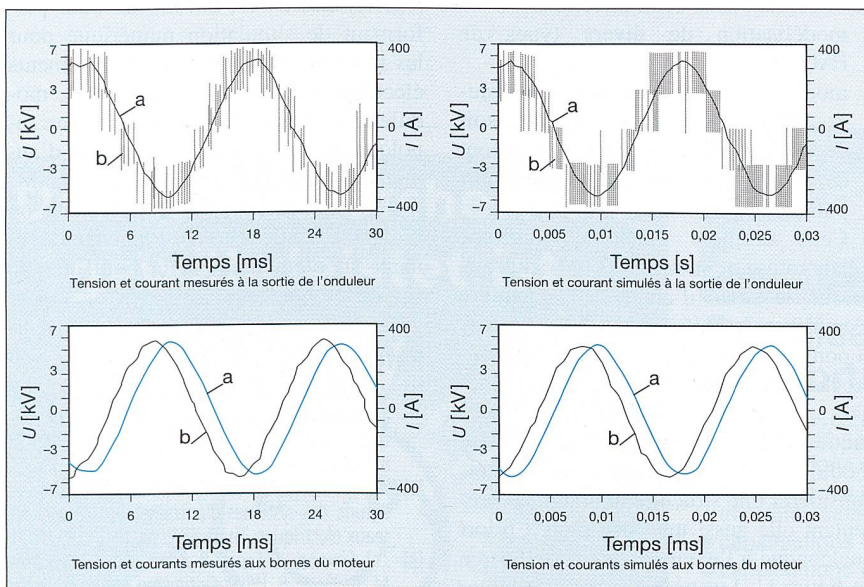 7
3
0
−3
−7
U [kV]
a
b
400
0
−400
I [A]
0 6 12 18 24 30
Temps [ms]
Tension et courant mesurés à la sortie de l'onduleur
7
3
0
−3
−7
U [kV]
a
b
400
0
−400
I [A]
0 0,005 0,01 0,015 0,02 0,025 0,03
Temps [s]
Tension et courant simulés à la sortie de l'onduleur
7
3
0
−3
−7
U [kV]
a
b
400
0
−400
I [A]
0 6 12 18 24 30
Temps [ms]
Tension et courants mesurés aux bornes du moteur
7
3
0
−3
−7
U [kV]
a
b
400
0
−400
I [A]
0 0,005 0,01 0,015 0,02 0,025 0,03
Temps [s]
Tension et courants simulés aux bornes du moteur